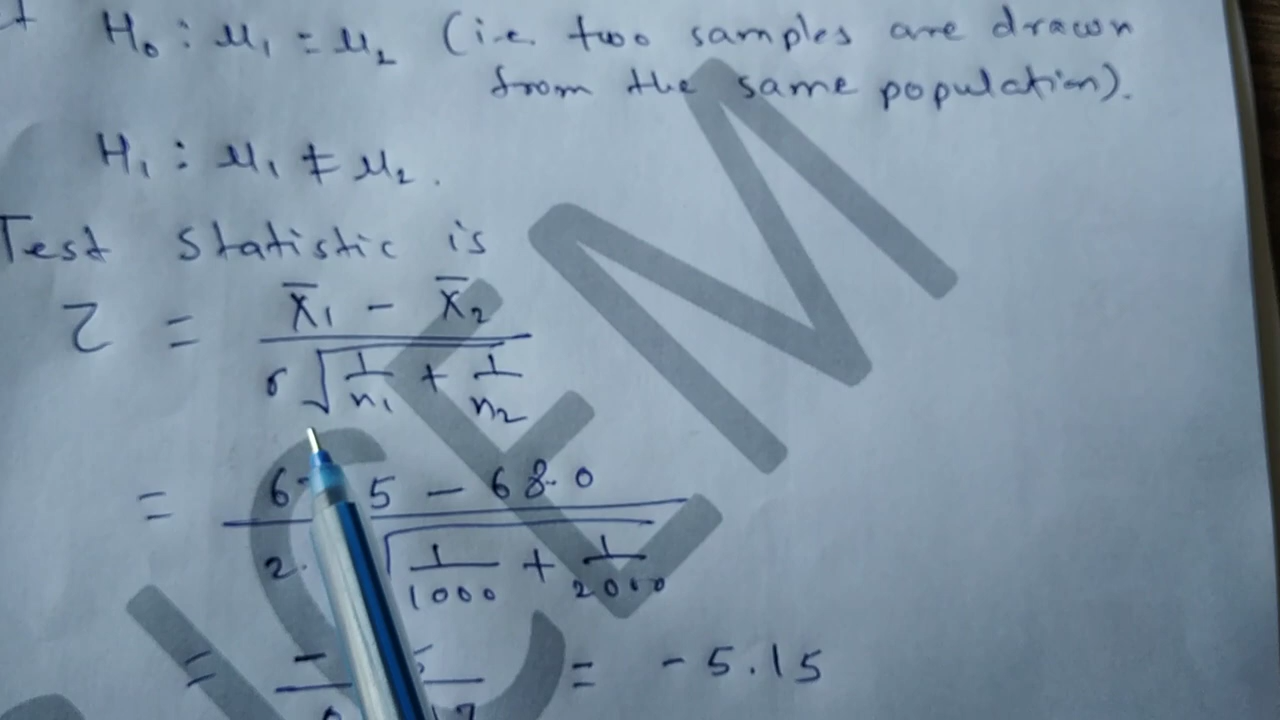 H₀ : μ₁ = μ₂ (i.e. two samples are drawn
from the same population).
H₁ : μ₁ ≠ μ₂.
Test Statistic is
Z = (X̄₁ - X̄₂) / (σ √(1/n₁ + 1/n₂))
= 5 - 68.0 / 2. √(1/1000 + 1/2000)
= - = -5.15